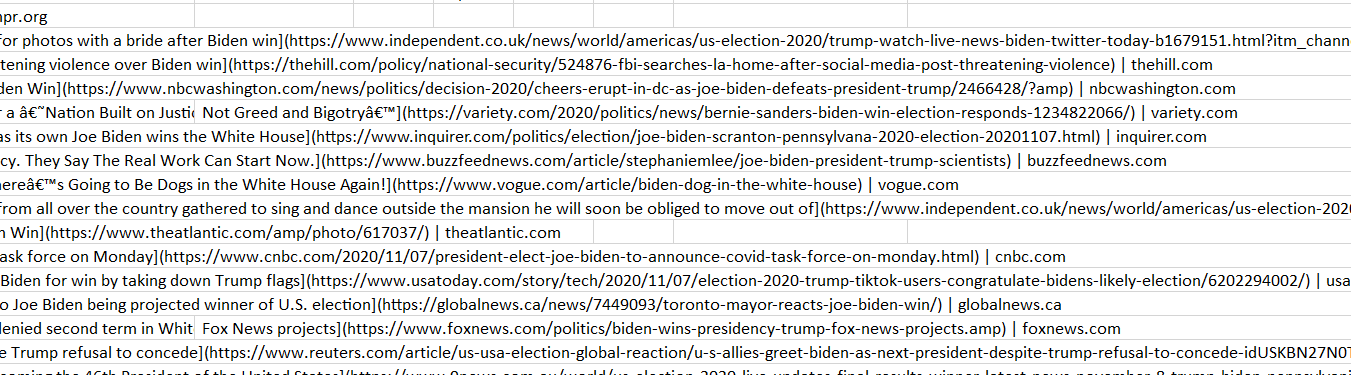 npr.org
for photos with a bride after Biden win](https://www.independent.co.uk/news/world/americas/us-election-2020/trump-watch-live-news-biden-twitter-today-b1679151.html?itm_chann
tening violence over Biden win](https://thehill.com/policy/national-security/524876-fbi-searches-la-home-after-social-media-post-threatening-violence) | thehill.com
den Win](https://www.nbcwashington.com/news/politics/decision-2020/cheers-erupt-in-dc-as-joe-biden-defeats-president-trump/2466428/?amp) | nbcwashington.com
r a â€˜Nation Built on Justic Not Greed and Bigotryâ€™](https://variety.com/2020/politics/news/bernie-sanders-biden-win-election-responds-1234822066/) | variety.com
as its own Joe Biden wins the White House](https://www.inquirer.com/politics/election/joe-biden-scranton-pennsylvana-2020-election-20201107.html) | inquirer.com
cy. They Say The Real Work Can Start Now.](https://www.buzzfeednews.com/article/stephaniemlee/joe-biden-president-trump-scientists) | buzzfeednews.com
hereâ€™s Going to Be Dogs in the White House Again!](https://www.vogue.com/article/biden-dog-in-the-white-house) | vogue.com
from all over the country gathered to sing and dance outside the mansion he will soon be obliged to move out of](https://www.independent.co.uk/news/world/americas/us-election-202
n Win](https://www.theatlantic.com/amp/photo/617037/) | theatlantic.com
task force on Monday](https://www.cnbc.com/2020/11/07/president-elect-joe-biden-to-announce-covid-task-force-on-monday.html) | cnbc.com
Biden for win by taking down Trump flags](https://www.usatoday.com/story/tech/2020/11/07/election-2020-trump-tiktok-users-congratulate-bidens-likely-election/6202294002/) | usa
o Joe Biden being projected winner of U.S. election](https://globalnews.ca/news/7449093/toronto-mayor-reacts-joe-biden-win/) | globalnews.ca
denied second term in Whit Fox News projects](https://www.foxnews.com/politics/biden-wins-presidency-trump-fox-news-projects.amp) | foxnews.com
e Trump refusal to concede](https://www.reuters.com/article/us-usa-election-global-reaction/u-s-allies-greet-biden-as-next-president-despite-trump-refusal-to-concede-idUSKBN27N0T